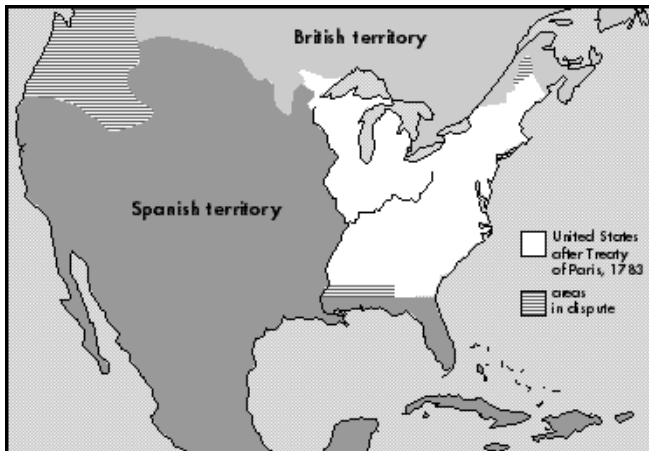 British territory
Spanish territory
United States
after Treaty
of Paris, 1783
areas
in dispute